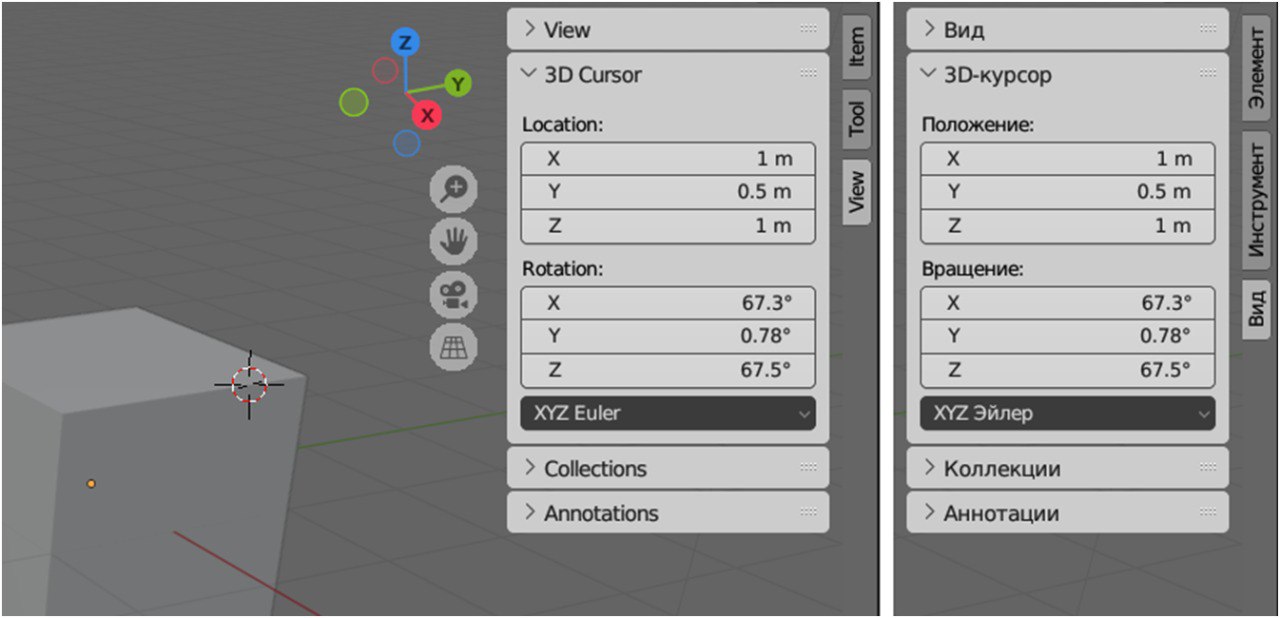 Z
Y
X
View
3D Cursor
Location:
X 1 m
Y 0.5 m
Z 1 m
Rotation:
X 67.3°
Y 0.78°
Z 67.5°
XYZ Euler
Collections
Annotations
Item
Tool
View
Вид
3D-курсор
Положение:
X 1 m
Y 0.5 m
Z 1 m
Вращение:
X 67.3°
Y 0.78°
Z 67.5°
XYZ Эйлер
Коллекции
Аннотации
Элемент
Инструмент
Вид